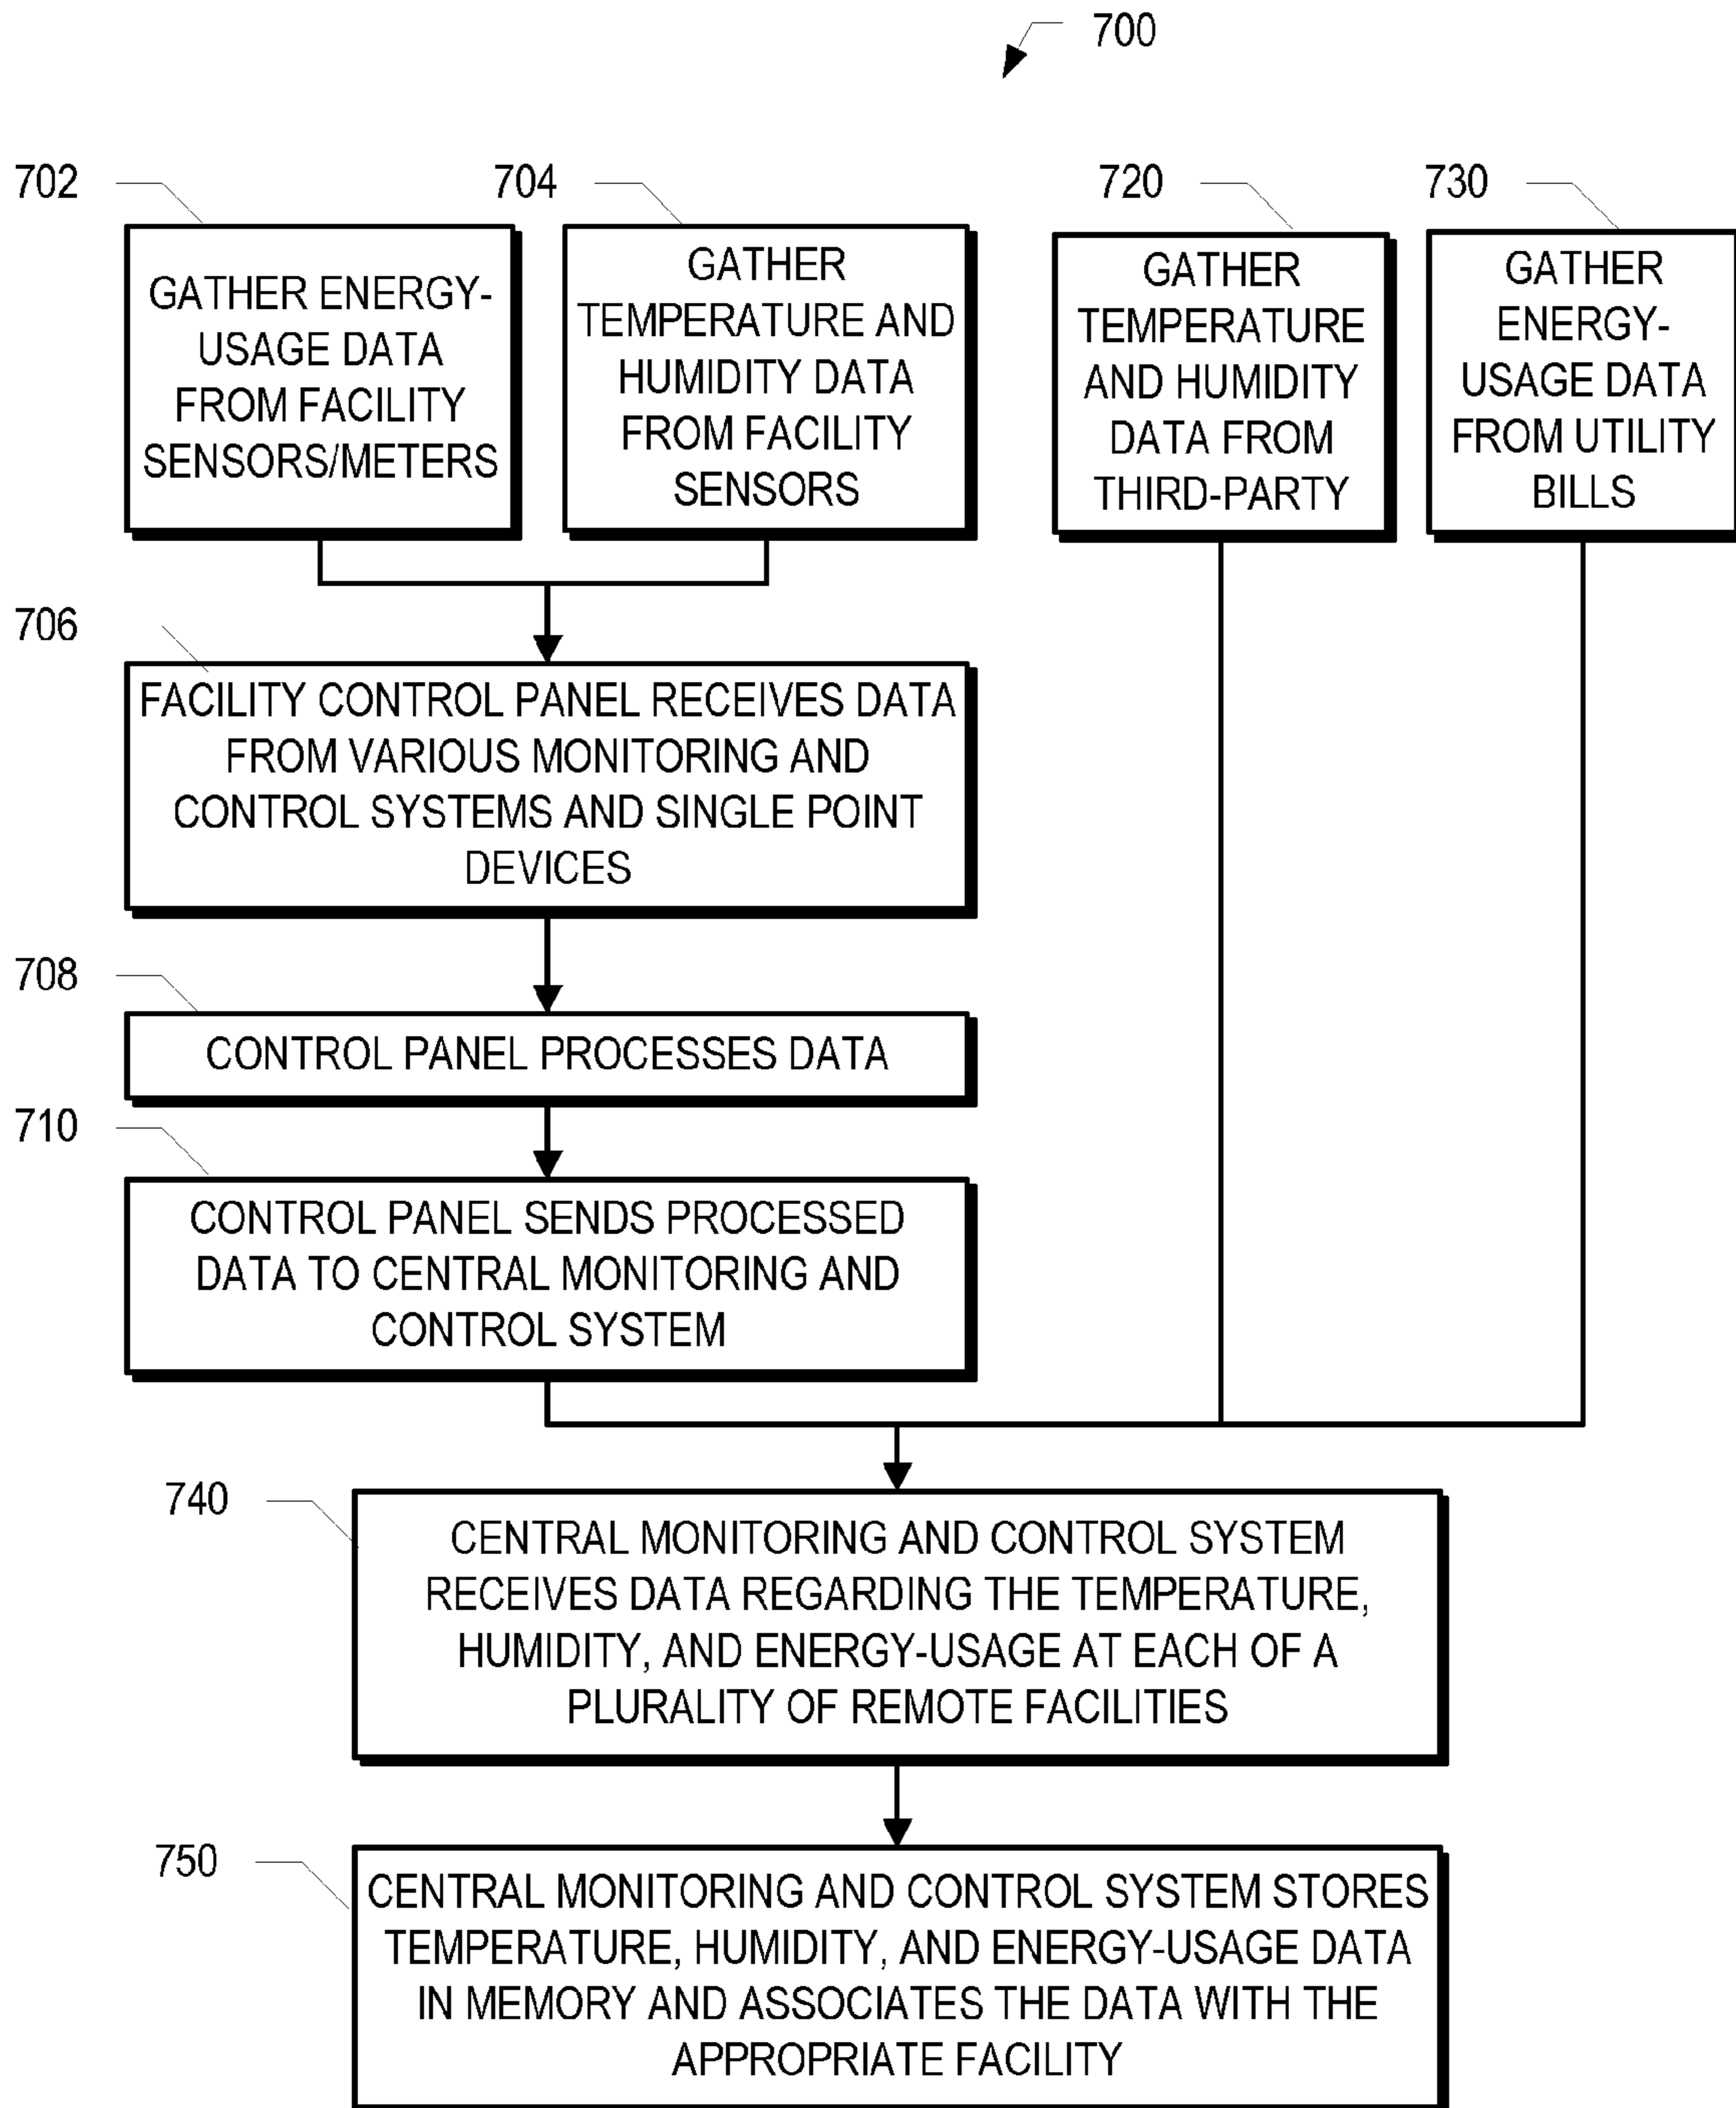 700
702
704
720
730
GATHER ENERGY-
USAGE DATA
FROM FACILITY
SENSORS/METERS
GATHER
TEMPERATURE AND
HUMIDITY DATA
FROM FACILITY
SENSORS
GATHER
TEMPERATURE
AND HUMIDITY
DATA FROM
THIRD-PARTY
GATHER
ENERGY-
USAGE DATA
FROM UTILITY
BILLS
706
FACILITY CONTROL PANEL RECEIVES DATA
FROM VARIOUS MONITORING AND
CONTROL SYSTEMS AND SINGLE POINT
DEVICES
708
CONTROL PANEL PROCESSES DATA
710
CONTROL PANEL SENDS PROCESSED
DATA TO CENTRAL MONITORING AND
CONTROL SYSTEM
740
CENTRAL MONITORING AND CONTROL SYSTEM
RECEIVES DATA REGARDING THE TEMPERATURE,
HUMIDITY, AND ENERGY-USAGE AT EACH OF A
PLURALITY OF REMOTE FACILITIES
750
CENTRAL MONITORING AND CONTROL SYSTEM STORES
TEMPERATURE, HUMIDITY, AND ENERGY-USAGE DATA
IN MEMORY AND ASSOCIATES THE DATA WITH THE
APPROPRIATE FACILITY